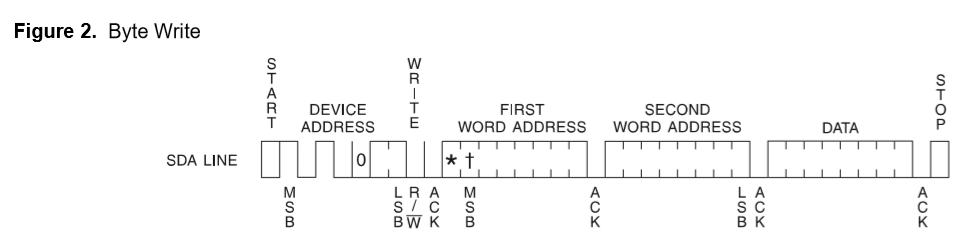 Figure 2. Byte Write
START
WRITE
STOP
DEVICE ADDRESS
FIRST WORD ADDRESS
SECOND WORD ADDRESS
DATA
SDA LINE
0
* †
MSB
LSB
R/W
ACK
MSB
ACK
LSB
ACK
ACK